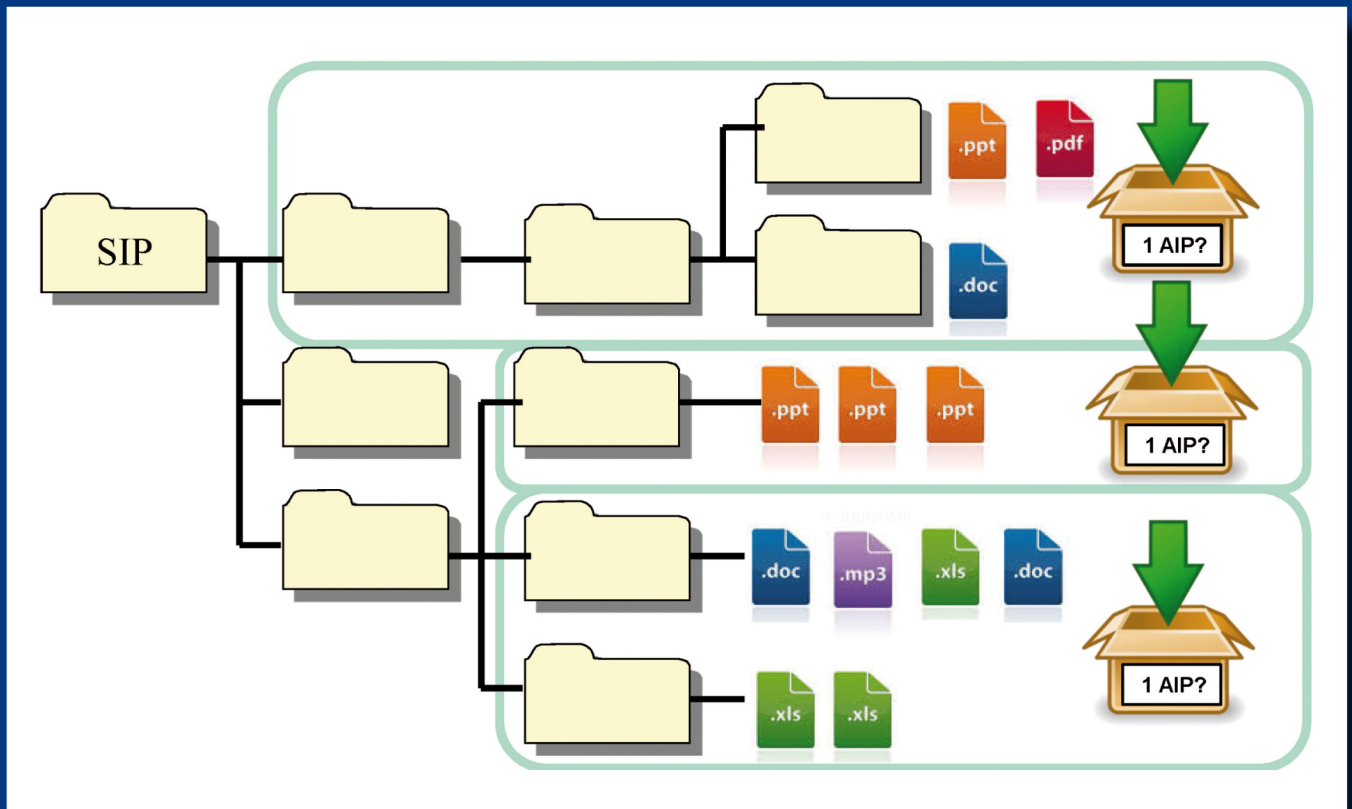 SIP
.ppt
.pdf
1 AIP?
.doc
.ppt
.ppt
.ppt
1 AIP?
.doc
.mp3
.xls
.doc
1 AIP?
.xls
.xls